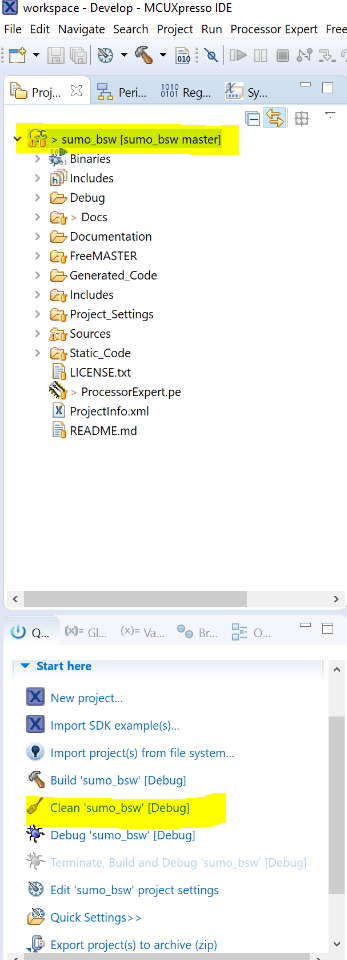 workspace - Develop - MCUXpresso IDE
File Edit Navigate Search Project Run Processor Expert Free
010
Proj... Peri... 1010 0101 Reg... Sy...
> sumo_bsw [sumo_bsw master]
Binaries
Includes
Debug
> Docs
Documentation
FreeMASTER
Generated_Code
Includes
Project_Settings
Sources
Static_Code
LICENSE.txt
> ProcessorExpert.pe
ProjectInfo.xml
README.md
Q... (x)= Gl... (x)= Va... Br... O...
Start here
New project...
Import SDK example(s)...
Import project(s) from file system...
Build 'sumo_bsw' [Debug]
Clean 'sumo_bsw' [Debug]
Debug 'sumo_bsw' [Debug]
Terminate, Build and Debug 'sumo_bsw' [Debug]
Edit 'sumo_bsw' project settings
Quick Settings>>
Export project(s) to archive (zip)